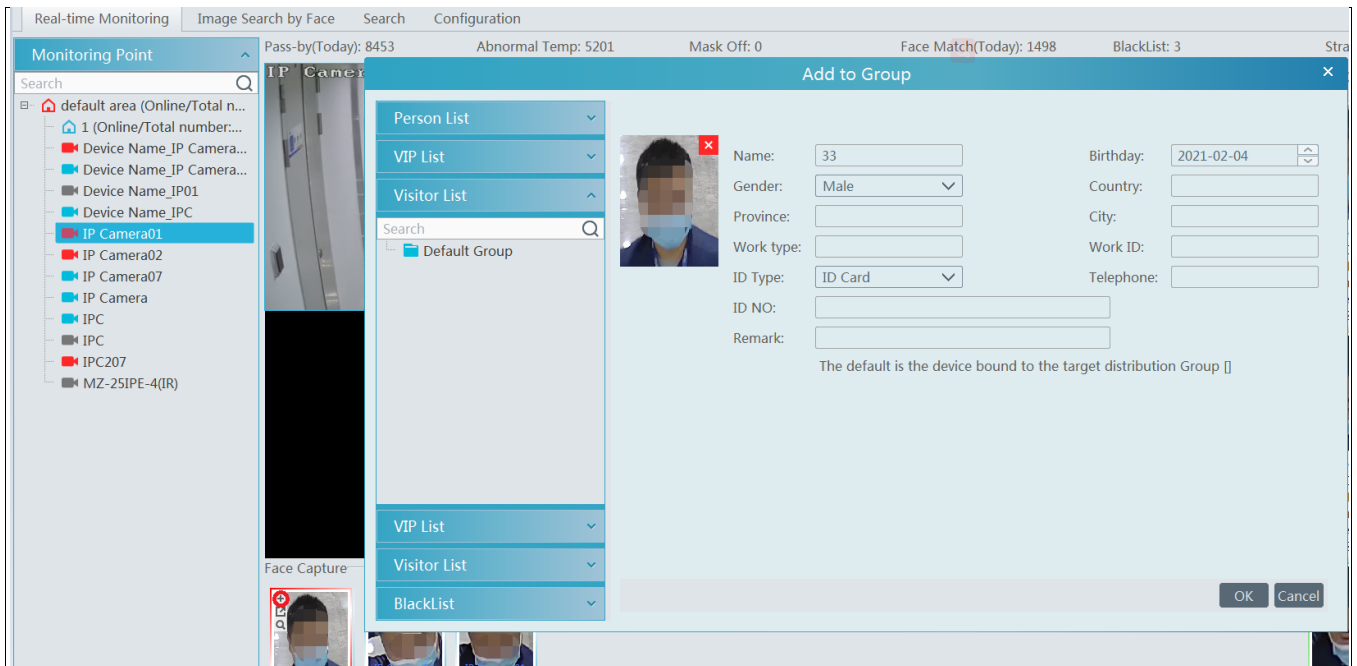 Real-time Monitoring Image Search by Face Search Configuration
Monitoring Point
Pass-by(Today): 8453 Abnormal Temp: 5201 Mask Off: 0 Face Match(Today): 1498 BlackList: 3 Stra
Search
default area (Online/Total n...
1 (Online/Total number:...
Device Name_IP Camera...
Device Name_IP Camera...
Device Name_IP01
Device Name_IPC
IP Camera01
IP Camera02
IP Camera07
IP Camera
IPC
IPC
IPC207
MZ-25IPE-4(IR)
IP Camer
Add to Group
Person List
VIP List
Visitor List
Search
Default Group
VIP List
Visitor List
BlackList
Name: 33 Birthday: 2021-02-04
Gender: Male Country:
Province: City:
Work type: Work ID:
ID Type: ID Card Telephone:
ID NO:
Remark:
The default is the device bound to the target distribution Group []
OK Cancel
Face Capture